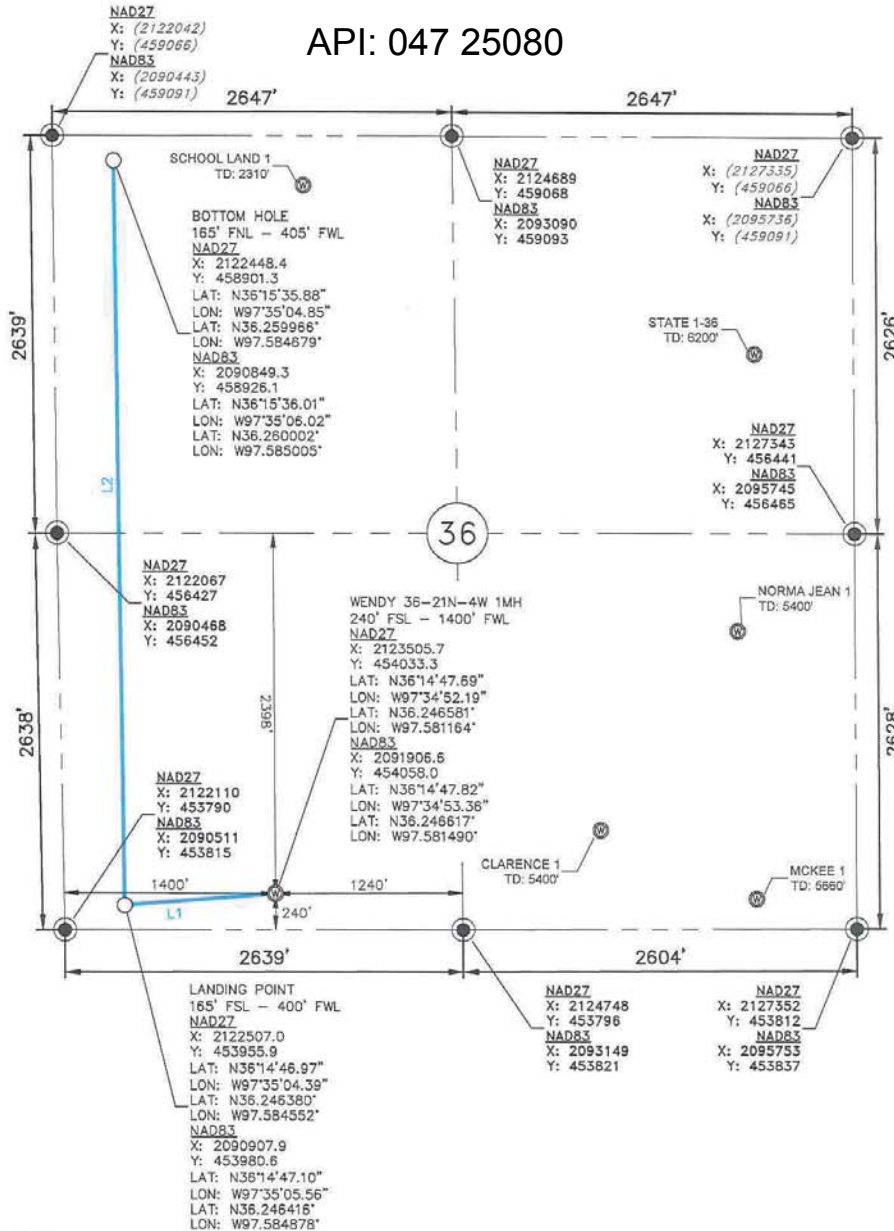 API: 047 25080
NAD27
X: (2122042)
Y: (459066)
NAD83
X: (2090443)
Y: (459091)
2647'
2647'
SCHOOL LAND 1
TD: 2310'
W
NAD27
X: 2124689
Y: 459068
NAD83
X: 2093090
Y: 459093
NAD27
X: (2127335)
Y: (459066)
NAD83
X: (2095736)
Y: (459091)
BOTTOM HOLE
165' FNL - 405' FWL
NAD27
X: 2122448.4
Y: 458901.3
LAT: N36°15'35.88"
LON: W97°35'04.85"
LAT: N36.259966°
LON: W97.584679°
NAD83
X: 2090849.3
Y: 458926.1
LAT: N36°15'36.01"
LON: W97°35'06.02"
LAT: N36.260002°
LON: W97.585005°
2639'
STATE 1-36
TD: 6200'
W
2626'
NAD27
X: 2127343
Y: 456441
NAD83
X: 2095745
Y: 456465
L2
36
NAD27
X: 2122067
Y: 456427
NAD83
X: 2090468
Y: 456452
NORMA JEAN 1
TD: 5400'
W
WENDY 36-21N-4W 1MH
240' FSL - 1400' FWL
NAD27
X: 2123505.7
Y: 454033.3
LAT: N36°14'47.69"
LON: W97°34'52.19"
LAT: N36.246581°
LON: W97.581164°
NAD83
X: 2091906.6
Y: 454058.0
LAT: N36°14'47.82"
LON: W97°34'53.36"
LAT: N36.246617°
LON: W97.581490°
2398'
2638'
2628'
NAD27
X: 2122110
Y: 453790
NAD83
X: 2090511
Y: 453815
CLARENCE 1
TD: 5400'
W
MCKEE 1
TD: 5660'
W
1400'
W
1240'
L1
240'
2639'
2604'
LANDING POINT
165' FSL - 400' FWL
NAD27
X: 2122507.0
Y: 453955.9
LAT: N36°14'46.97"
LON: W97°35'04.39"
LAT: N36.246380°
LON: W97.584552°
NAD83
X: 2090907.9
Y: 453980.6
LAT: N36°14'47.10"
LON: W97°35'05.56"
LAT: N36.246416°
LON: W97.584878°
NAD27
X: 2124748
Y: 453796
NAD83
X: 2093149
Y: 453821
NAD27
X: 2127352
Y: 453812
NAD83
X: 2095753
Y: 453837